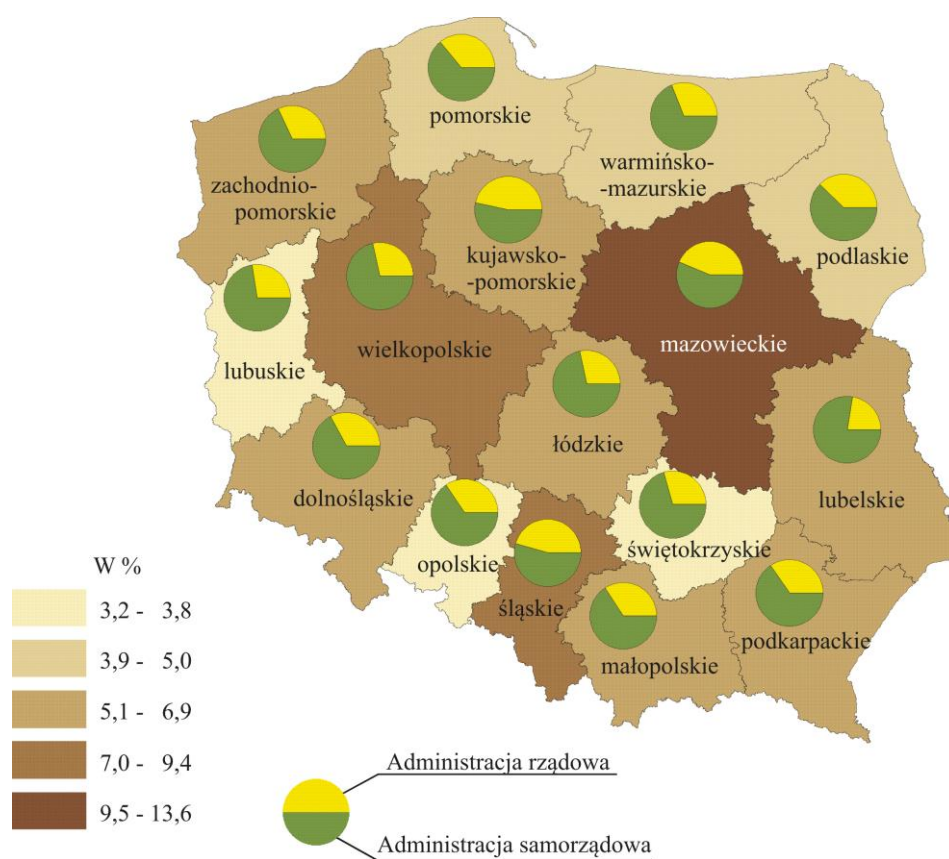 pomorskie
warmińsko-
-mazurskie
zachodnio-
pomorskie
kujawsko-
-pomorskie
podlaskie
lubuskie
wielkopolskie
mazowieckie
łódzkie
dolnośląskie
lubelskie
opolskie
śląskie
świętokrzyskie
małopolskie
podkarpackie
W %
3,2 - 3,8
3,9 - 5,0
5,1 - 6,9
7,0 - 9,4
9,5 - 13,6
Administracja rządowa
Administracja samorządowa